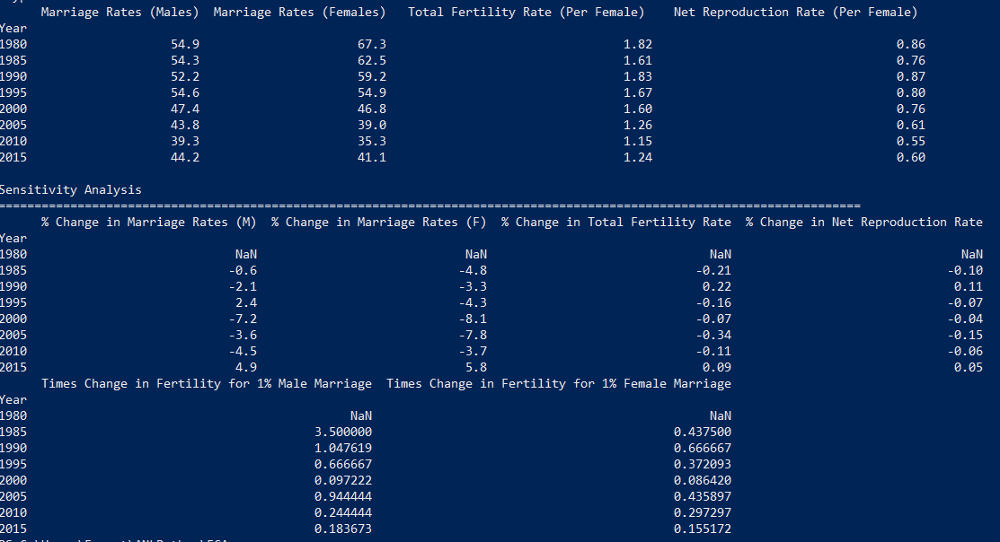 Marriage Rates (Males) Marriage Rates (Females) Total Fertility Rate (Per Female) Net Reproduction Rate (Per Female)
Year
1980 54.9 67.3 1.82 0.86
1985 54.3 62.5 1.61 0.76
1990 52.2 59.2 1.83 0.87
1995 54.6 54.9 1.67 0.80
2000 47.4 46.8 1.60 0.76
2005 43.8 39.0 1.26 0.61
2010 39.3 35.3 1.15 0.55
2015 44.2 41.1 1.24 0.60
Sensitivity Analysis
========================================================================================================================
% Change in Marriage Rates (M) % Change in Marriage Rates (F) % Change in Total Fertility Rate % Change in Net Reproduction Rate
Year
1980 NaN NaN NaN NaN
1985 -0.6 -4.8 -0.21 -0.10
1990 -2.1 -3.3 0.22 0.11
1995 2.4 -4.3 -0.16 -0.07
2000 -7.2 -8.1 -0.07 -0.04
2005 -3.6 -7.8 -0.34 -0.15
2010 -4.5 -3.7 -0.11 -0.06
2015 4.9 5.8 0.09 0.05
Times Change in Fertility for 1% Male Marriage Times Change in Fertility for 1% Female Marriage
Year
1980 NaN NaN
1985 3.500000 0.437500
1990 1.047619 0.666667
1995 0.666667 0.372093
2000 0.097222 0.086420
2005 0.944444 0.435897
2010 0.244444 0.297297
2015 0.183673 0.155172